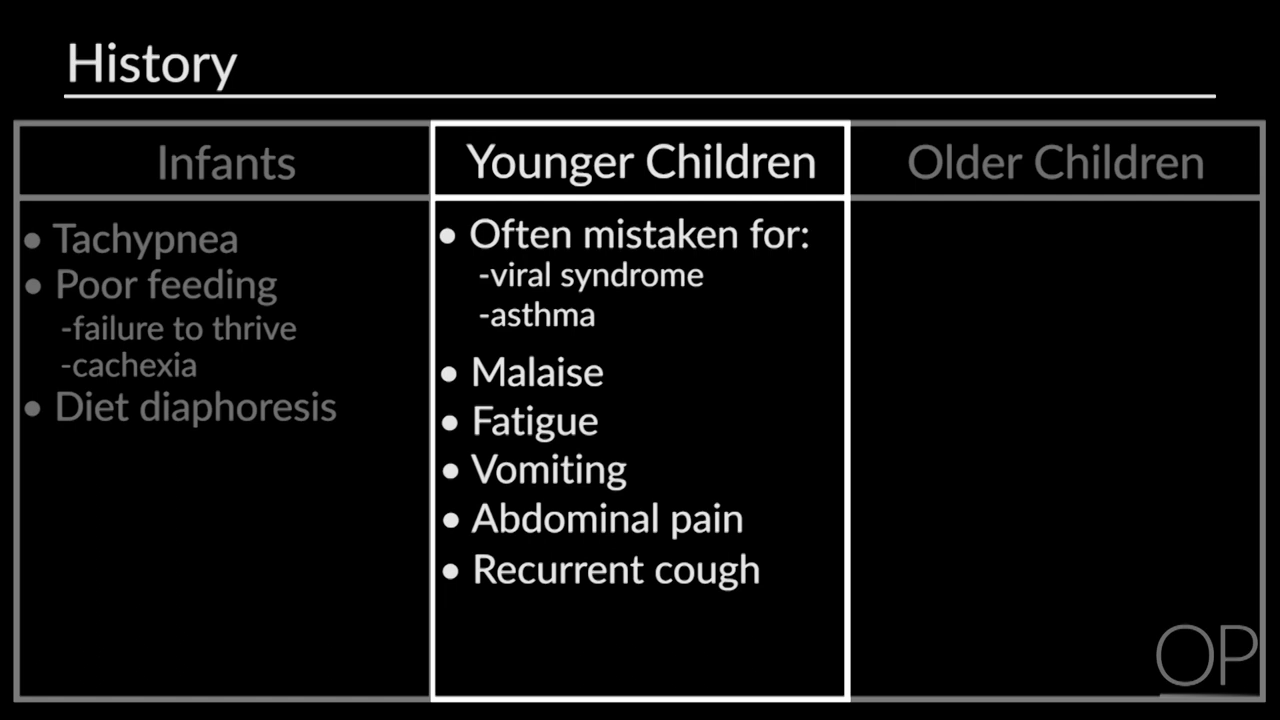 History
Infants
Younger Children
Older Children
• Tachypnea
• Poor feeding
-failure to thrive
-cachexia
• Diet diaphoresis
• Often mistaken for:
-viral syndrome
-asthma
• Malaise
• Fatigue
• Vomiting
• Abdominal pain
• Recurrent cough
OP